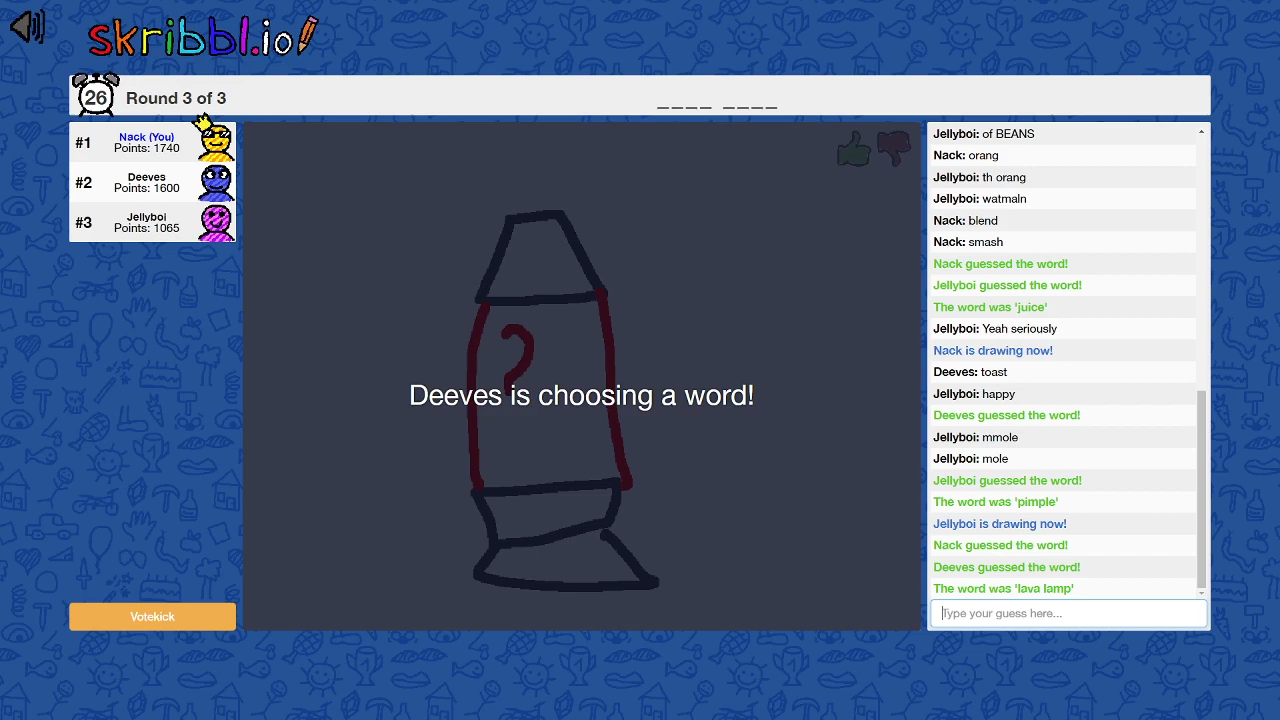 skribbl.io
26
Round 3 of 3
____ ____
#1
Nack (You)
Points: 1740
#2
Deeves
Points: 1600
#3
Jellyboi
Points: 1065
Votekick
Deeves is choosing a word!
Jellyboi: of BEANS
Nack: orang
Jellyboi: th orang
Jellyboi: watmaln
Nack: blend
Nack: smash
Nack guessed the word!
Jellyboi guessed the word!
The word was 'juice'
Jellyboi: Yeah seriously
Nack is drawing now!
Deeves: toast
Jellyboi: happy
Deeves guessed the word!
Jellyboi: mmole
Jellyboi: mole
Jellyboi guessed the word!
The word was 'pimple'
Jellyboi is drawing now!
Nack guessed the word!
Deeves guessed the word!
The word was 'lava lamp'
Type your guess here...